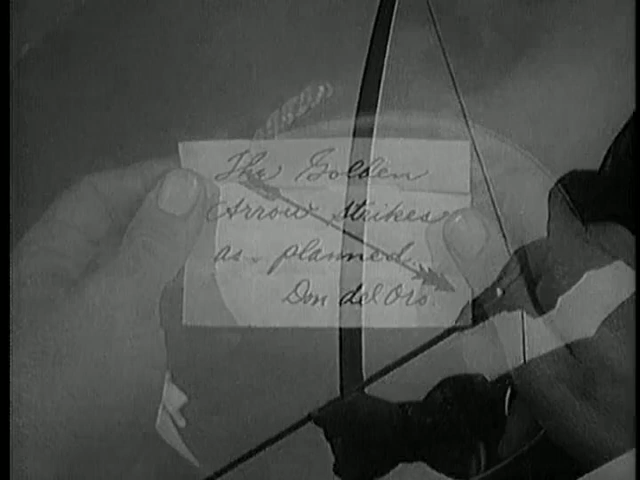 The Golden
Arrow strikes
as planned.
Don del Oro.